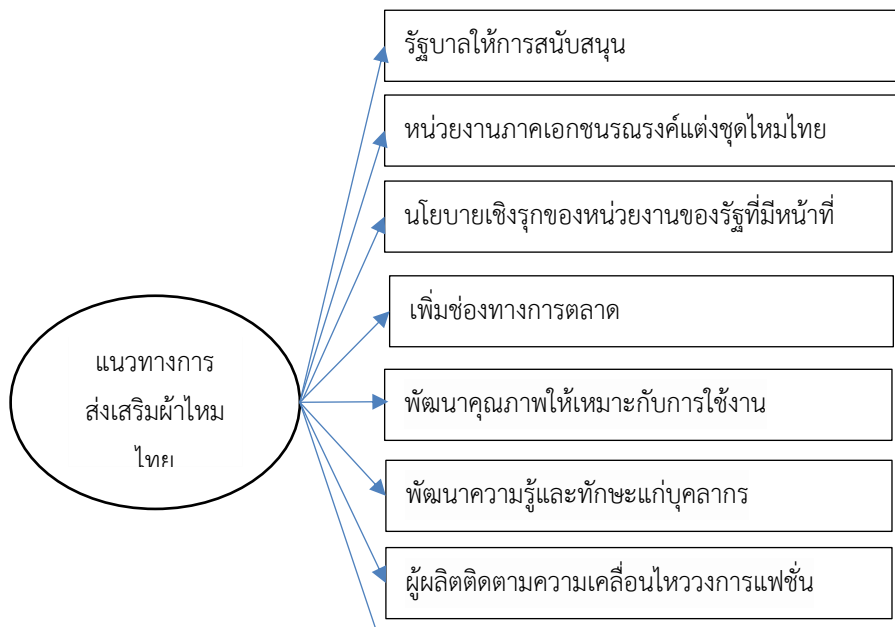 รัฐบาลให้การสนับสนุน
หน่วยงานภาคเอกชนรณรงค์แต่งชุดไหมไทย
นโยบายเชิงรุกของหน่วยงานของรัฐที่มีหน้าที่
เพิ่มช่องทางการตลาด
แนวทางการ
ส่งเสริมผ้าไหม
ไทย
พัฒนาคุณภาพให้เหมาะกับการใช้งาน
พัฒนาความรู้และทักษะแก่บุคลากร
ผู้ผลิตติดตามความเคลื่อนไหววงการแฟชั่น